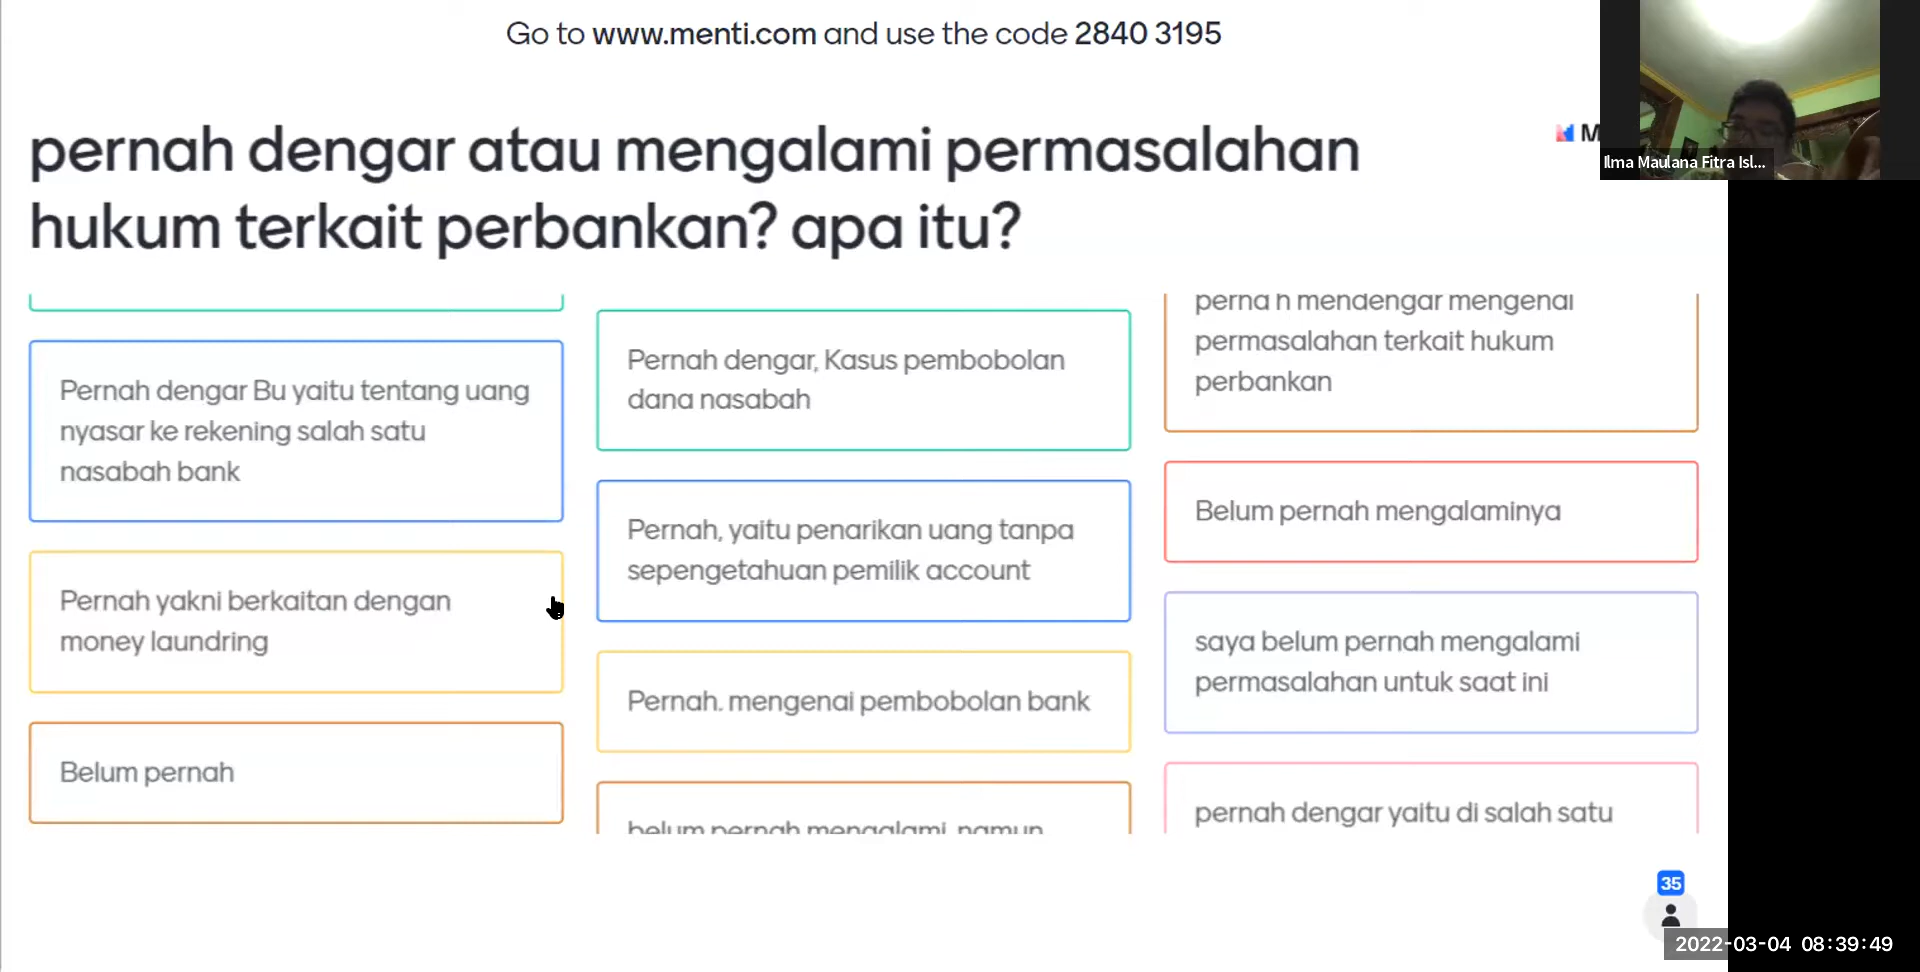 Go to www.menti.com and use the code 2840 3195
pernah dengar atau mengalami permasalahan
hukum terkait perbankan? apa itu?
M
Ilma Maulana Fitra Isl...
Pernah dengar Bu yaitu tentang uang
nyasar ke rekening salah satu
nasabah bank
Pernah yakni berkaitan dengan
money laundring
Belum pernah
Pernah dengar, Kasus pembobolan
dana nasabah
Pernah, yaitu penarikan uang tanpa
sepengetahuan pemilik account
Pernah. mengenai pembobolan bank
belum pernah mengalami, namun
perna h mendengar mengenai
permasalahan terkait hukum
perbankan
Belum pernah mengalaminya
saya belum pernah mengalami
permasalahan untuk saat ini
pernah dengar yaitu di salah satu
35
2022-03-04 08:39:49